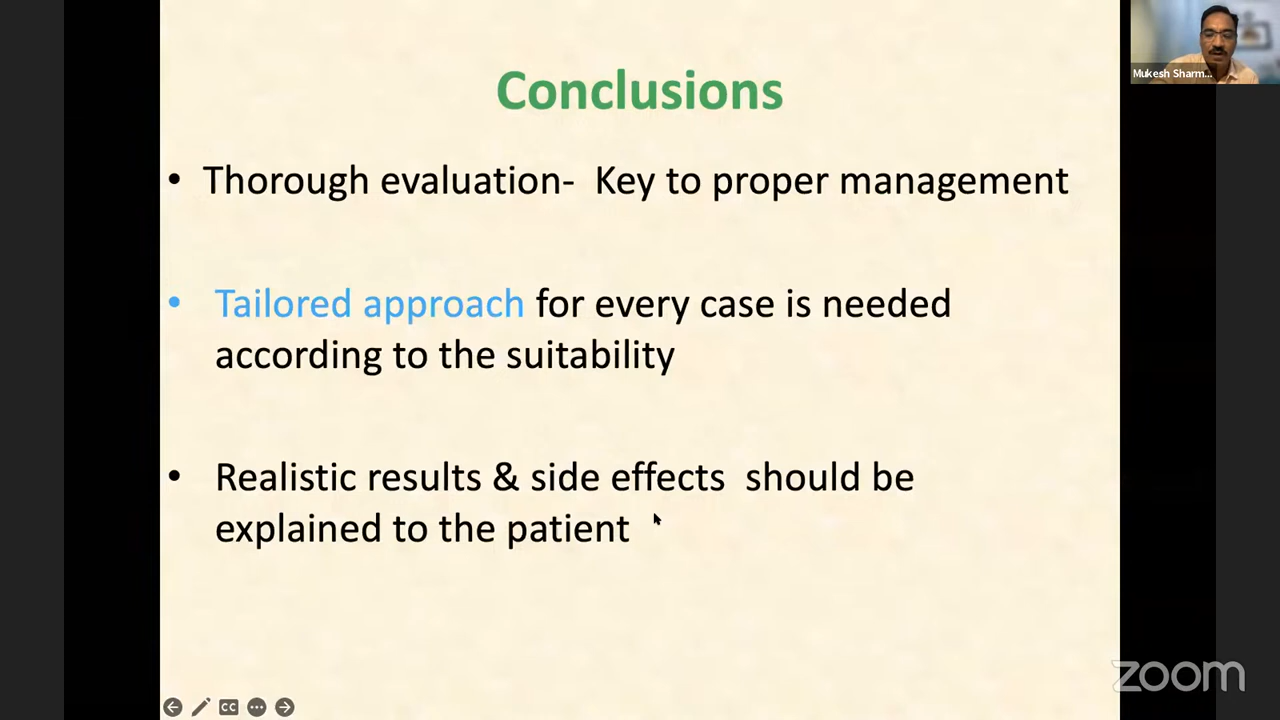 Conclusions
• Thorough evaluation-  Key to proper management
• Tailored approach for every case is needed
according to the suitability
• Realistic results & side effects  should be
explained to the patient
Mukesh Sharm...
CC
zoom